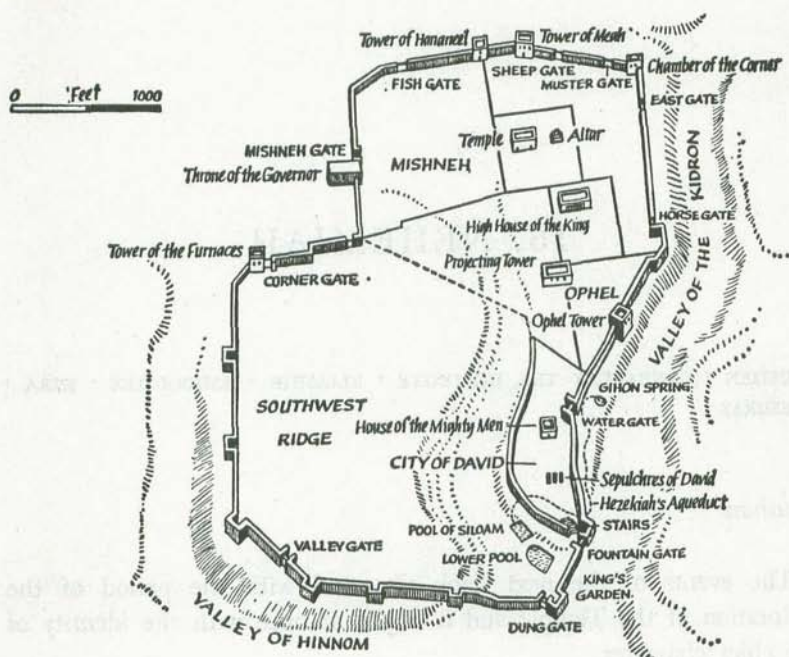 Tower of Hananeel
Tower of Meah
Chamber of the Corner
FISH GATE
SHEEP GATE
MUSTER GATE
EAST GATE
0 Feet 1000
MISHNEH GATE
MISHNEH
Temple
Altar
Throne of the Governor
VALLEY OF THE KIDRON
HORSE GATE
High House of the King
Tower of the Furnaces
CORNER GATE
Projecting Tower
OPHEL
Ophel Tower
GIHON SPRING
SOUTHWEST
RIDGE
House of the Mighty Men
WATER GATE
CITY OF DAVID
Sepulchres of David
Hezekiah's Aqueduct
POOL OF SILOAM
STAIRS
VALLEY GATE
LOWER POOL
FOUNTAIN GATE
KING'S
GARDEN
VALLEY OF HINNOM
DUNG GATE